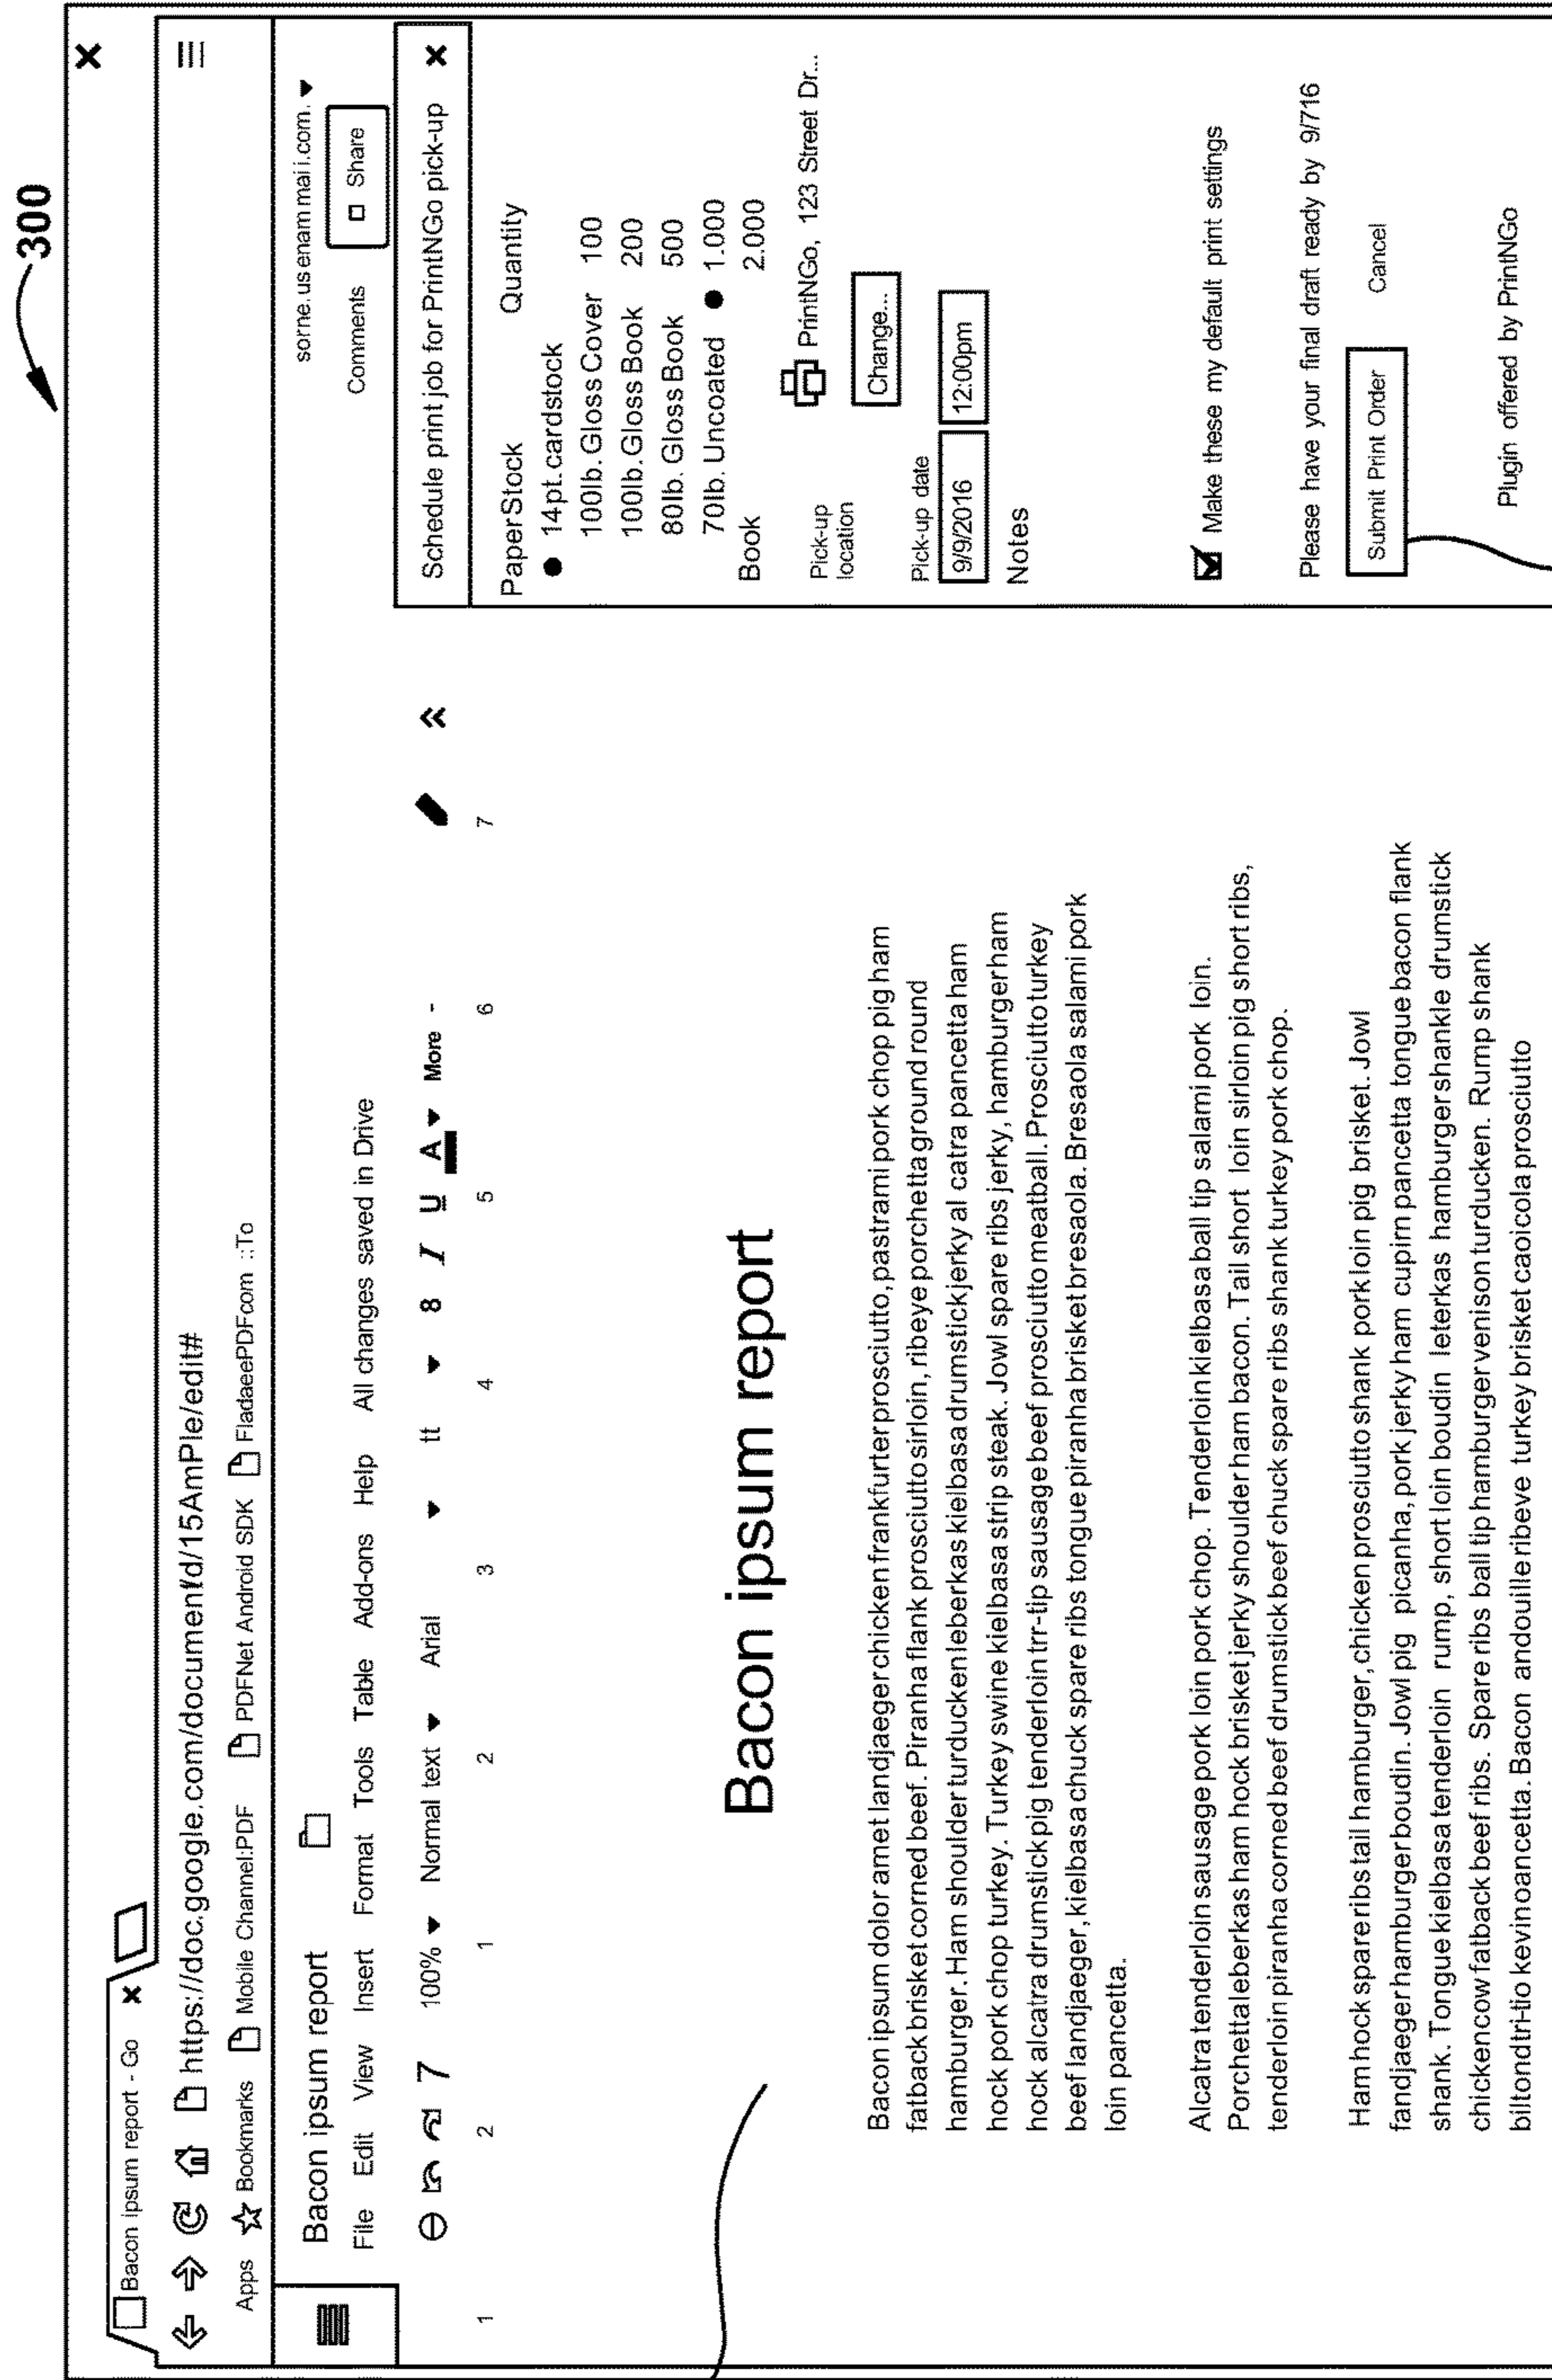 300
Bacon ipsum report - Go
https://doc.google.com/document/d/15AmPle/edit#
Apps Bookmarks Mobile Channel:PDF PDFNet Android SDK FladaePDFcom ::To
sorne.us enam mai i.com.
Bacon ipsum report
Comments Share
File Edit View Insert Format Tools Table Add-ons Help All changes saved in Drive
7 100% Normal text Arial tt 8 I U A More -
1 2 1 2 3 4 5 6 7
Schedule print job for PrintNGo pick-up
PaperStock Quantity
14pt.cardstock
100lb.Gloss Cover 100
100lb.Gloss Book 200
80lb.Gloss Book 500
70lb.Uncoated 1.000
Book 2.000
Pick-up
location
PrintNGo, 123 Street Dr...
Change...
Pick-up date
9/9/2016 12:00pm
Notes
Make these my default print settings
Please have your final draft ready by 9/716
Submit Print Order Cancel
Plugin offered by PrintNGo
Bacon ipsum report
Bacon ipsum dolor amet landjaeger chicken frankfurter prosciutto, pastrami pork chop pig ham
fatback brisket corned beef. Piranha flank prosciutto sirloin, ribeye porchetta ground round
hamburger. Ham shoulder turducken leberkas kielbasa drumstick jerky al catra pancetta ham
hock pork chop turkey. Turkey swine kielbasa strip steak. Jowl spare ribs jerky, hamburger ham
hock alcatra drumstick pig tenderloin trr-tip sausage beef prosciutto meatball. Prosciutto turkey
beef landjaeger, kielbasa chuck spare ribs tongue piranha brisket bresaola. Bresaola salami pork
loin pancetta.
Alcatra tenderloin sausage pork loin pork chop. Tenderloin kielbasa ball tip salami pork loin.
Porchetta leberkas ham hock brisket jerky shoulder ham bacon. Tail short loin sirloin pig short ribs,
tenderloin piranha corned beef drumstick beef chuck spare ribs shank turkey pork chop.
Ham hock spare ribs tail hamburger, chicken prosciutto shank pork loin pig brisket. Jowl
fandjaeger hamburger boudin. Jowl pig picanha, pork jerky ham cupirn pancetta tongue bacon flank
shank. Tongue kielbasa tenderloin rump, short loin boudin leterkas hamburger shankle drumstick
chicken cow fatback beef ribs. Spare ribs ball tip hamburger venison turducken. Rump shank
biltondtri-tio kevinoancetta. Bacon andouille ribeve turkey brisket caoicola prosciutto